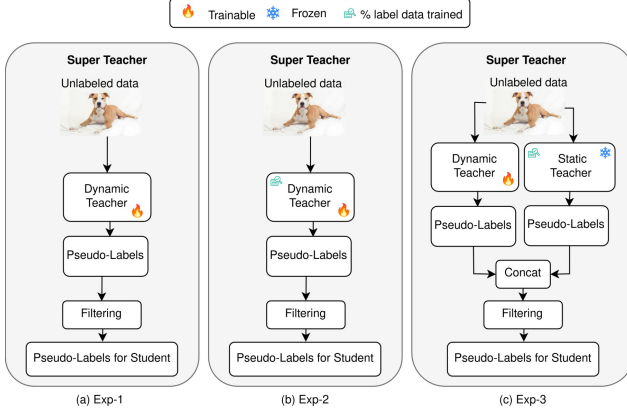 Trainable Frozen % label data trained
Super Teacher
Unlabeled data
Dynamic
Teacher
Pseudo-Labels
Filtering
Pseudo-Labels for Student
(a) Exp-1
Super Teacher
Unlabeled data
Dynamic
Teacher
Pseudo-Labels
Filtering
Pseudo-Labels for Student
(b) Exp-2
Super Teacher
Unlabeled data
Dynamic
Teacher
Static
Teacher
Pseudo-Labels
Pseudo-Labels
Concat
Filtering
Pseudo-Labels for Student
(c) Exp-3